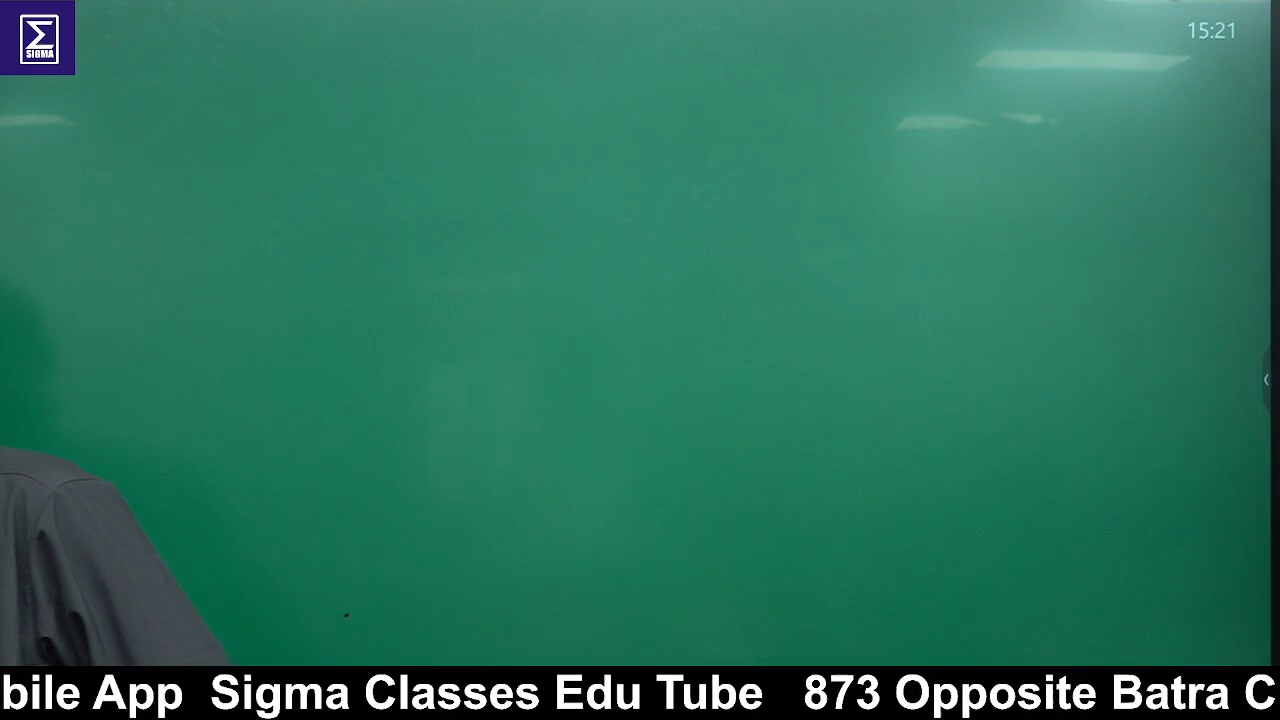 Σ
SIGMA
15:21
bile App Sigma Classes Edu Tube 873 Opposite Batra C